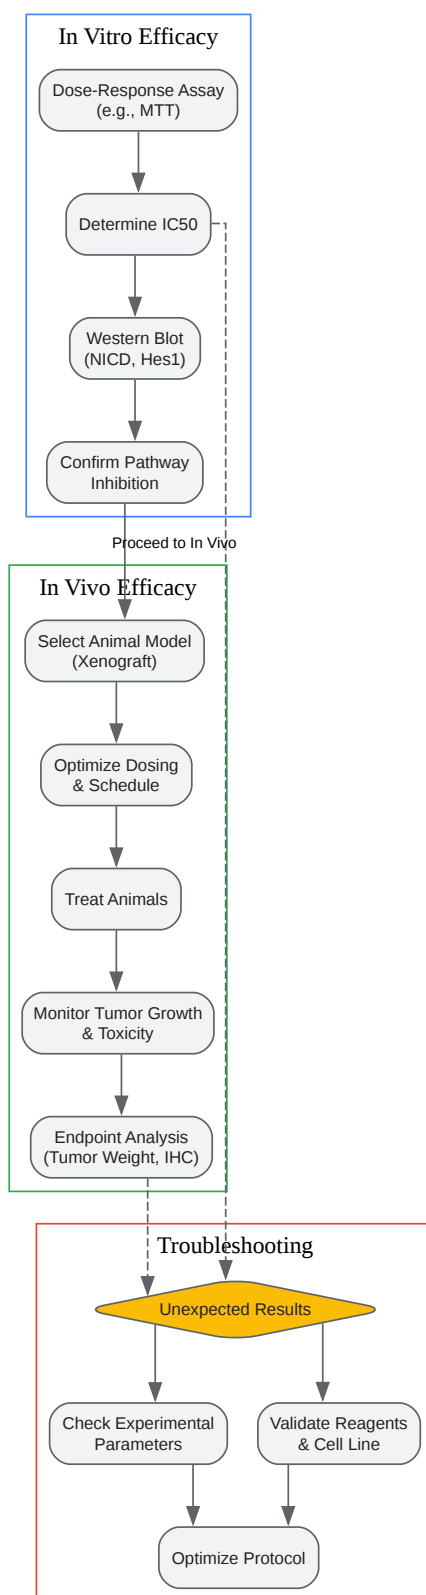 In Vitro Efficacy
Dose-Response Assay
(e.g., MTT)
Determine IC50
Western Blot
(NICD, Hes1)
Confirm Pathway
Inhibition
Proceed to In Vivo
In Vivo Efficacy
Select Animal Model
(Xenograft)
Optimize Dosing
& Schedule
Treat Animals
Monitor Tumor Growth
& Toxicity
Endpoint Analysis
(Tumor Weight, IHC)
Troubleshooting
Unexpected Results
Check Experimental
Parameters
Validate Reagents
& Cell Line
Optimize Protocol